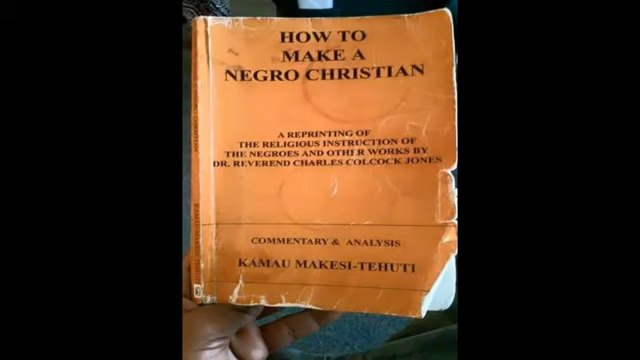 HOW TO
MAKE A
NEGRO CHRISTIAN
A REPRINTING OF
THE RELIGIOUS INSTRUCTION OF
THE NEGROES AND OTHER WORKS BY
DR. REVEREND CHARLES COLCOCK JONES
COMMENTARY & ANALYSIS
KAMAU MAKESI-TEHUTI